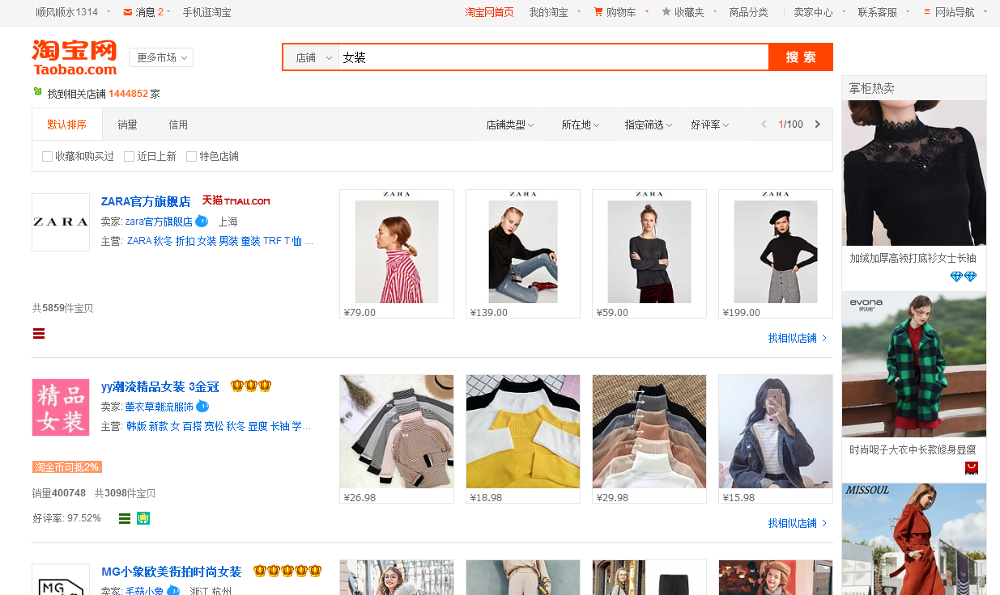 顺风顺水1314 消息 2 手机逛淘宝 淘宝网首页 我的淘宝 购物车 收藏夹 商品分类 卖家中心 联系客服 网站导航
淘宝网
Taobao.com
更多市场
店铺 女装 搜索
找到相关店铺 1444852 家
默认排序 销量 信用 店铺类型 所在地 指定筛选 好评率 1/100
收藏和购买过 近日上新 特色店铺
ZARA
ZARA官方旗舰店 天猫TMALL.COM
卖家: zara官方旗舰店 上海
主营: ZARA 秋冬 折扣 女装 男装 童装 TRF T 恤 ...
共5859件宝贝
ZARA ZARA ZARA ZARA
¥79.00 ¥139.00 ¥59.00 ¥199.00
找相似店铺
精品
女装
yy潮流精品女装 3金冠
卖家: 薰衣草潮流服饰
主营: 韩版 新款 女 百搭 宽松 秋冬 显瘦 长袖 学...
淘金币可抵2%
销量400748 共3098件宝贝
好评率: 97.52%
¥26.98 ¥18.98 ¥29.98 ¥15.98
找相似店铺
MG
MG小象欧美街拍时尚女装
卖家: 毛菇小象 浙江 杭州
掌柜热卖
加绒加厚高领打底衫女士长袖
evona
伊沃纳
时尚呢子大衣中长款修身显瘦
MISSOUL